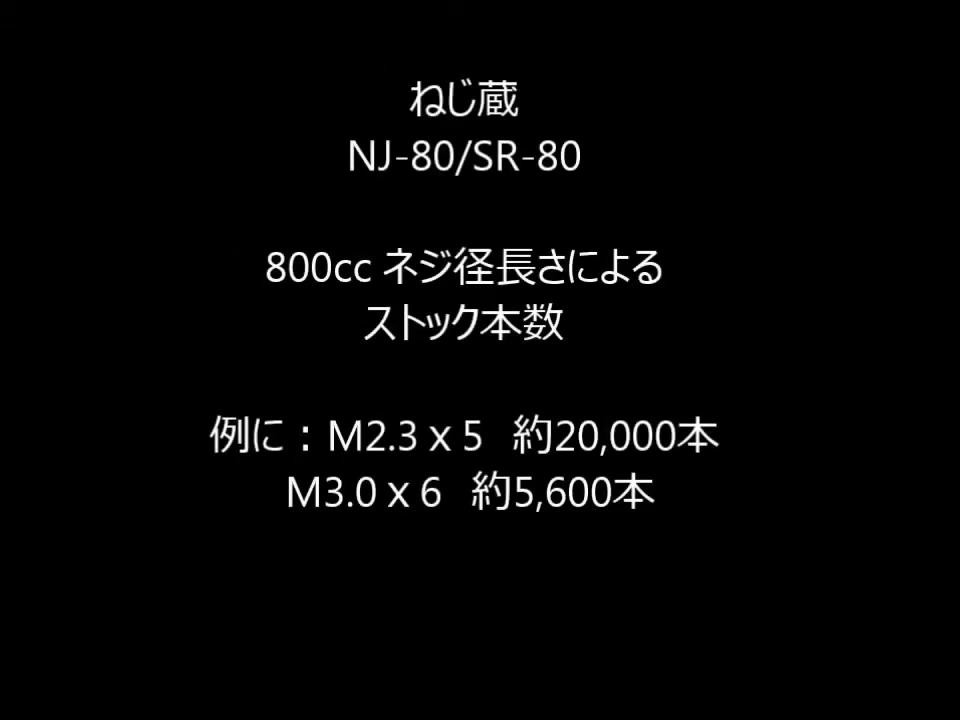 ねじ蔵
NJ-80/SR-80
800cc ネジ径長さによる
ストック本数
例に：M2.3 x 5　約20,000本
M3.0 x 6　約5,600本